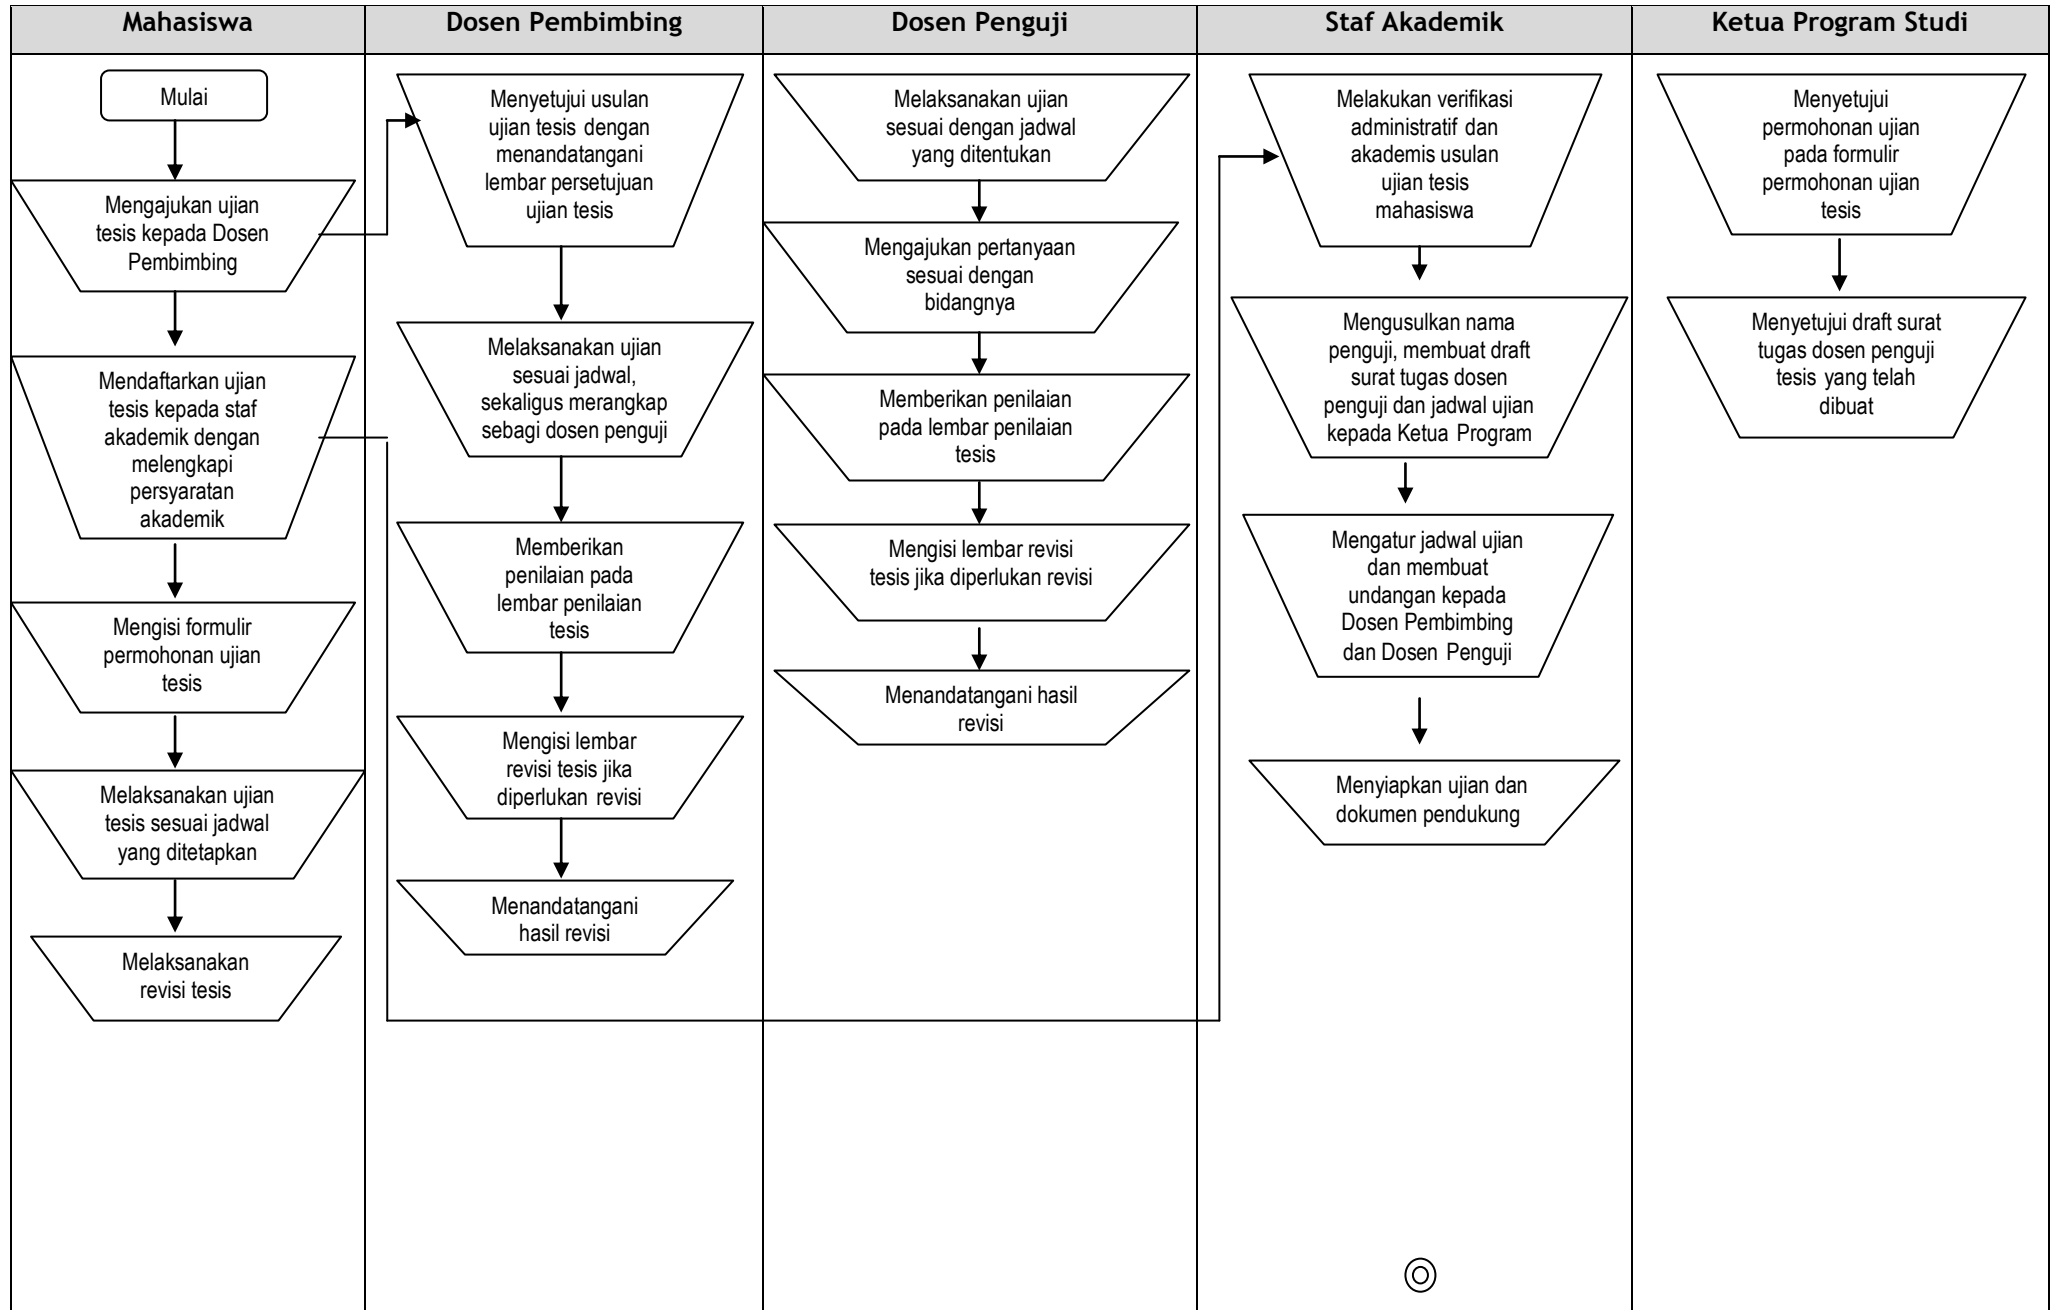 Mahasiswa
Dosen Pembimbing
Dosen Penguji
Staf Akademik
Ketua Program Studi
Mulai
Mengajukan ujian
tesis kepada Dosen
Pembimbing
Mendaftarkan ujian
tesis kepada staf
akademik dengan
melengkapi
persyaratan
akademik
Mengisi formulir
permohonan ujian
tesis
Melaksanakan ujian
tesis sesuai jadwal
yang ditetapkan
Melaksanakan
revisi tesis
Menyetujui usulan
ujian tesis dengan
menandatangani
lembar persetujuan
ujian tesis
Melaksanakan ujian
sesuai jadwal,
sekaligus merangkap
sebagi dosen penguji
Memberikan
penilaian pada
lembar penilaian
tesis
Mengisi lembar
revisi tesis jika
diperlukan revisi
Menandatangani
hasil revisi
Melaksanakan ujian
sesuai dengan jadwal
yang ditentukan
Mengajukan pertanyaan
sesuai dengan
bidangnya
Memberikan penilaian
pada lembar penilaian
tesis
Mengisi lembar revisi
tesis jika diperlukan revisi
Menandatangani hasil
revisi
Melakukan verifikasi
administratif dan
akademis usulan
ujian tesis
mahasiswa
Mengusulkan nama
penguji, membuat draft
surat tugas dosen
penguji dan jadwal ujian
kepada Ketua Program
Mengatur jadwal ujian
dan membuat
undangan kepada
Dosen Pembimbing
dan Dosen Penguji
Menyiapkan ujian dan
dokumen pendukung
Menyetujui
permohonan ujian
pada formulir
permohonan ujian
tesis
Menyetujui draft surat
tugas dosen penguji
tesis yang telah
dibuat